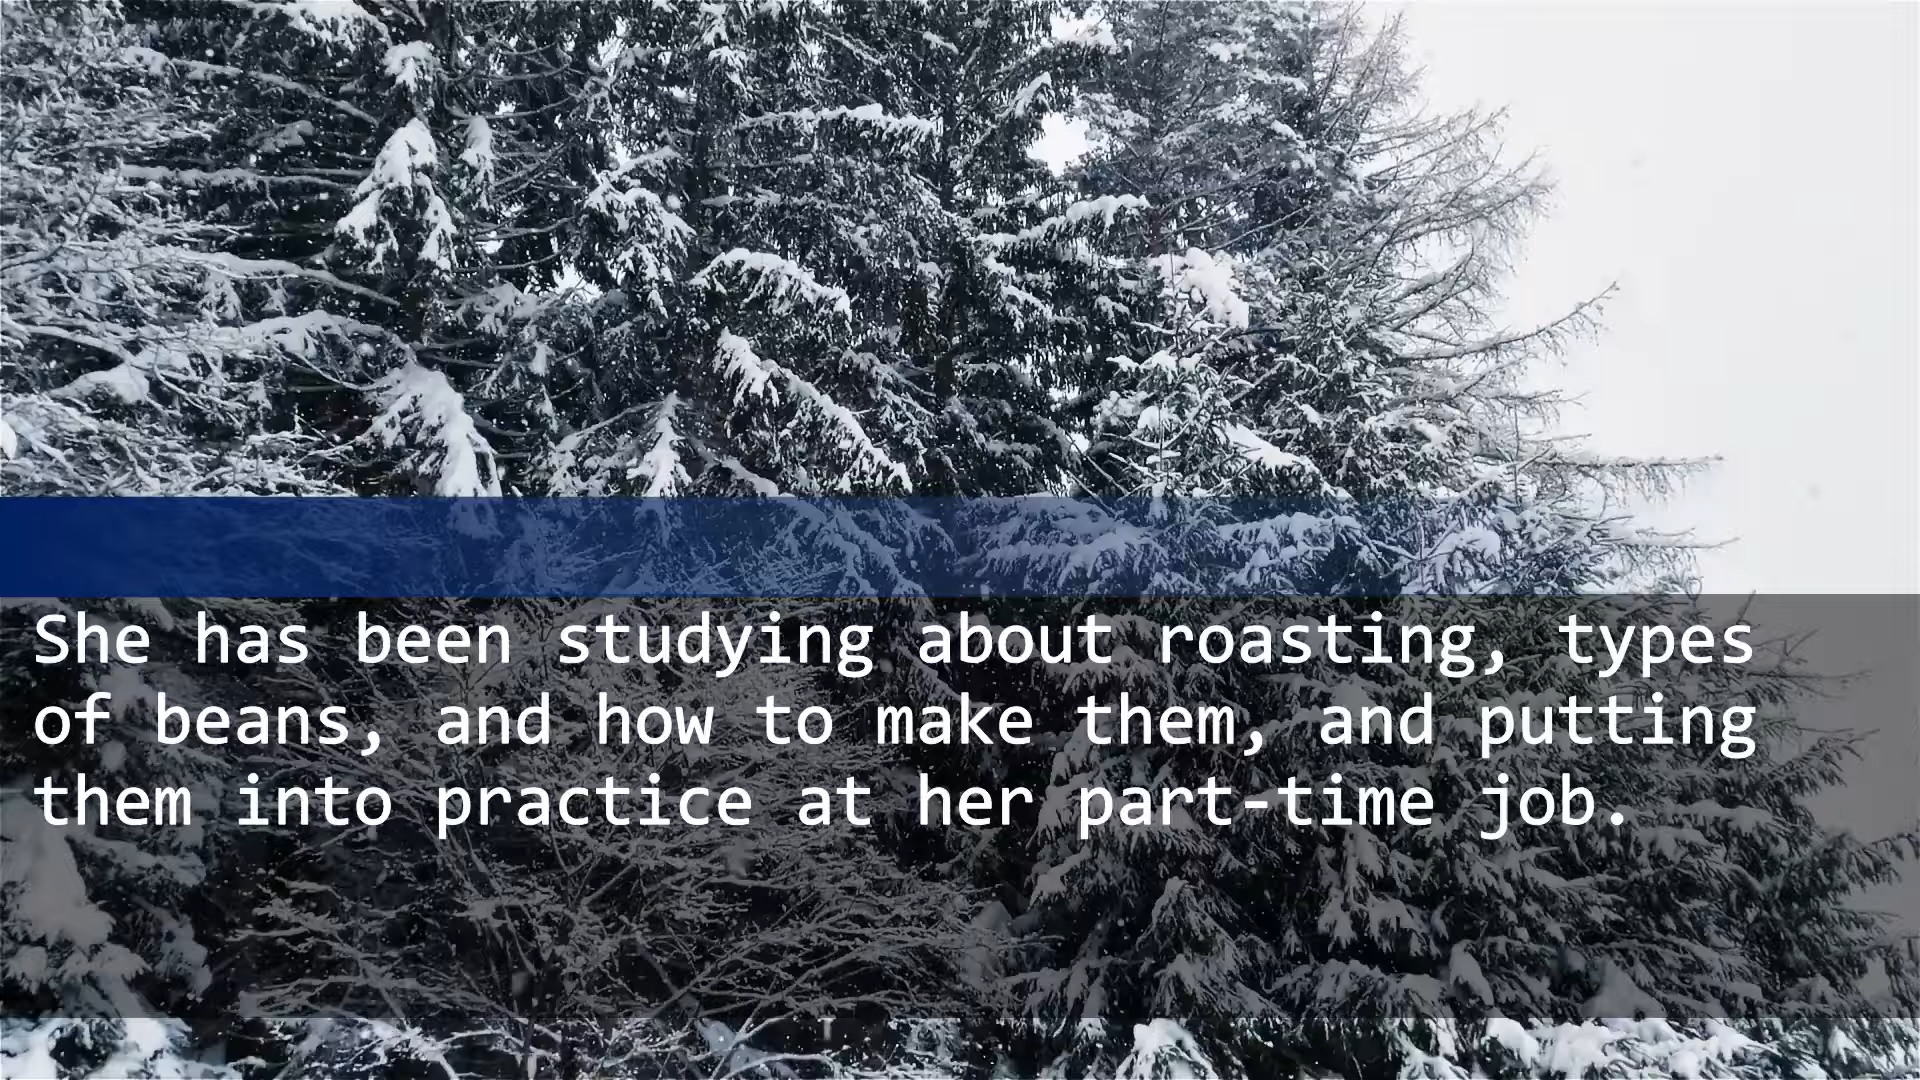 She has been studying about roasting, types
of beans, and how to make them, and putting
them into practice at her part-time job.